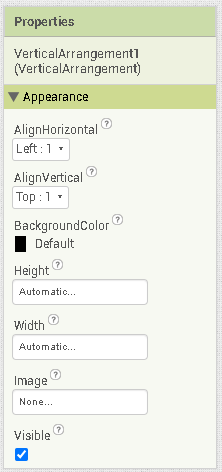 Properties
VerticalArrangement1
(VerticalArrangement)
Appearance
AlignHorizontal ?
Left : 1
AlignVertical ?
Top : 1
BackgroundColor ?
Default
Height ?
Automatic...
Width ?
Automatic...
Image ?
None...
Visible ?